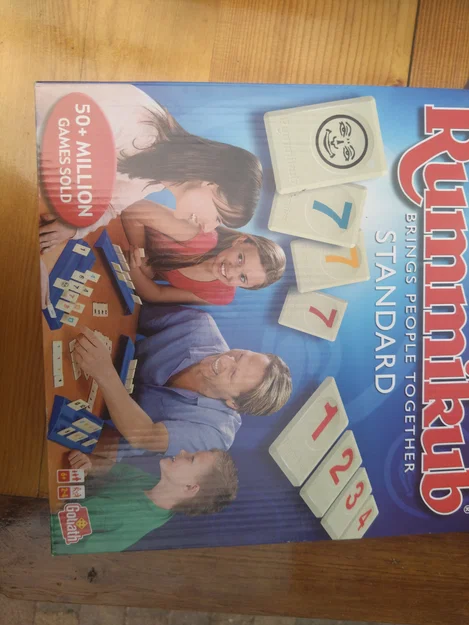 Rummikub®
BRINGS PEOPLE TOGETHER
STANDARD
7
7
7
1
2
3
4
50+ MILLION
GAMES SOLD
Goliath